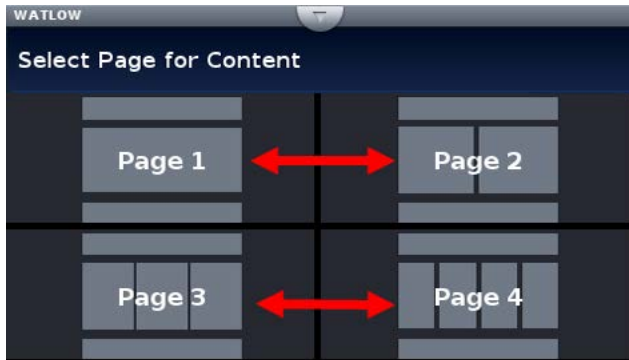 WATLOW
Select Page for Content
Page 1
Page 2
Page 3
Page 4